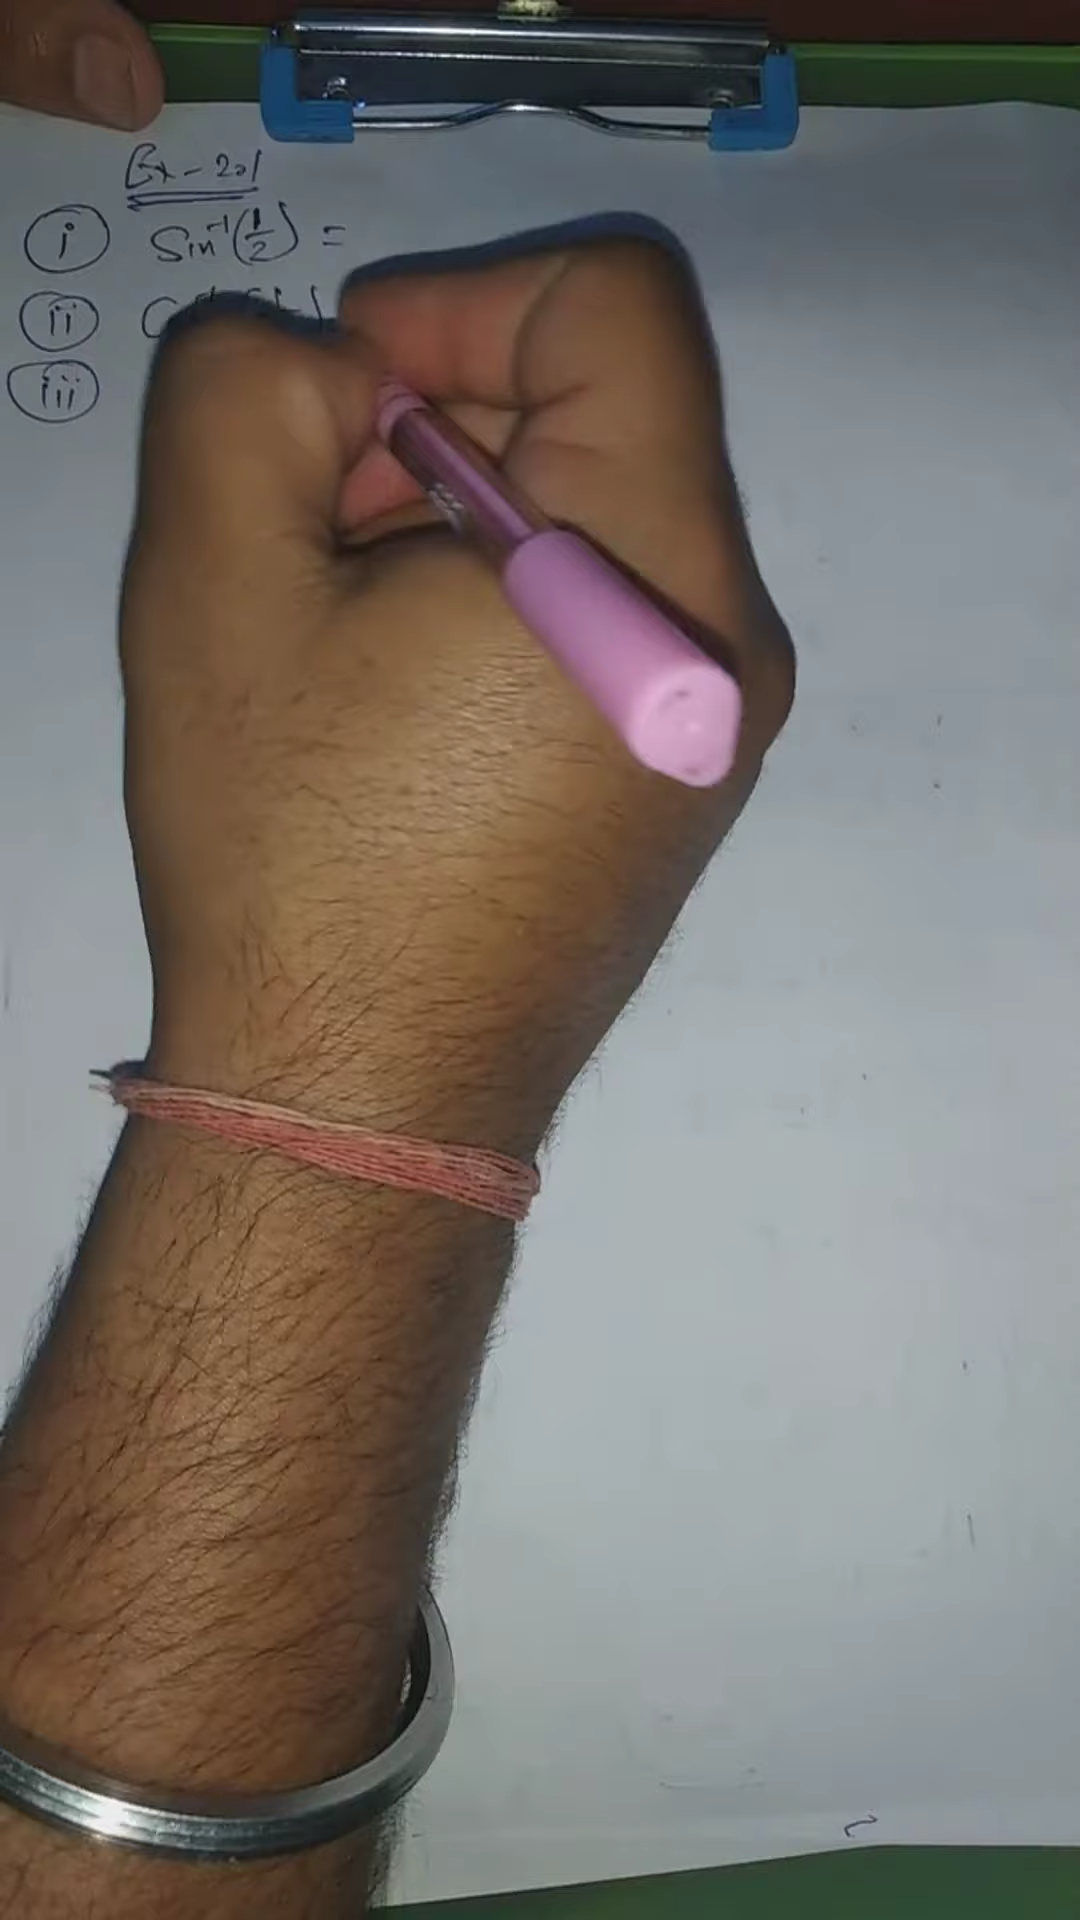 Ex - 2.1
i Sin⁻¹(1/2) =
ii
iii